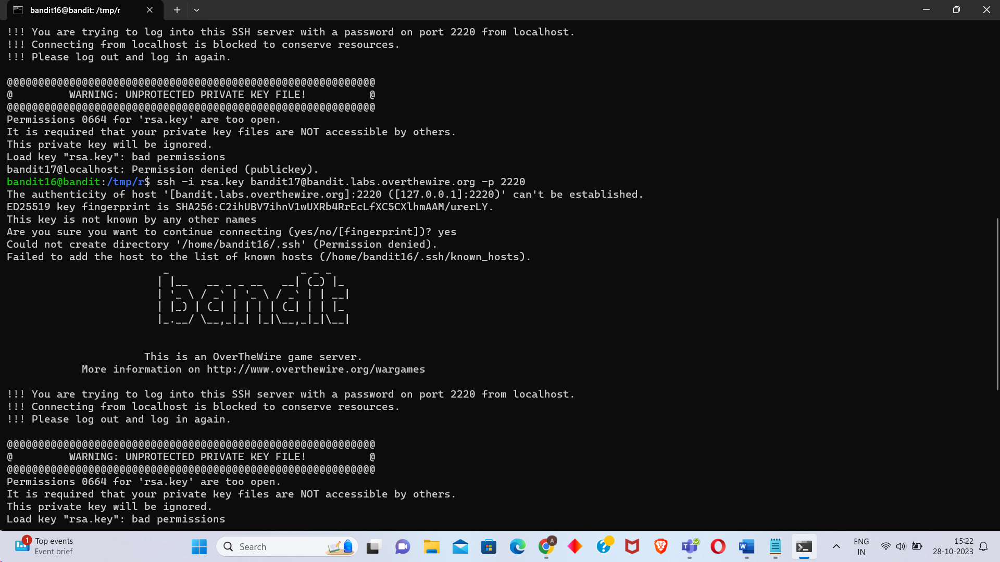 bandit16@bandit: /tmp/r
!!! You are trying to log into this SSH server with a password on port 2220 from localhost.
!!! Connecting from localhost is blocked to conserve resources.
!!! Please log out and log in again.
@@@@@@@@@@@@@@@@@@@@@@@@@@@@@@@@@@@@@@@@@@@@@@@@@@@@@@@@@@@
@         WARNING: UNPROTECTED PRIVATE KEY FILE!          @
@@@@@@@@@@@@@@@@@@@@@@@@@@@@@@@@@@@@@@@@@@@@@@@@@@@@@@@@@@@
Permissions 0664 for 'rsa.key' are too open.
It is required that your private key files are NOT accessible by others.
This private key will be ignored.
Load key "rsa.key": bad permissions
bandit17@localhost: Permission denied (publickey).
bandit16@bandit:/tmp/r$ ssh -i rsa.key bandit17@bandit.labs.overthewire.org -p 2220
The authenticity of host '[bandit.labs.overthewire.org]:2220 ([127.0.0.1]:2220)' can't be established.
ED25519 key fingerprint is SHA256:C2ihUBV7ihnV1wUXRb4RrEcLfXC5CXlhmAAM/urerLY.
This key is not known by any other names
Are you sure you want to continue connecting (yes/no/[fingerprint])? yes
Could not create directory '/home/bandit16/.ssh' (Permission denied).
Failed to add the host to the list of known hosts (/home/bandit16/.ssh/known_hosts).
bandit
This is an OverTheWire game server.
More information on http://www.overthewire.org/wargames
!!! You are trying to log into this SSH server with a password on port 2220 from localhost.
!!! Connecting from localhost is blocked to conserve resources.
!!! Please log out and log in again.
@@@@@@@@@@@@@@@@@@@@@@@@@@@@@@@@@@@@@@@@@@@@@@@@@@@@@@@@@@@
@         WARNING: UNPROTECTED PRIVATE KEY FILE!          @
@@@@@@@@@@@@@@@@@@@@@@@@@@@@@@@@@@@@@@@@@@@@@@@@@@@@@@@@@@@
Permissions 0664 for 'rsa.key' are too open.
It is required that your private key files are NOT accessible by others.
This private key will be ignored.
Load key "rsa.key": bad permissions
1
Top events
Event brief
Search
A
ENG
IN
15:22
28-10-2023